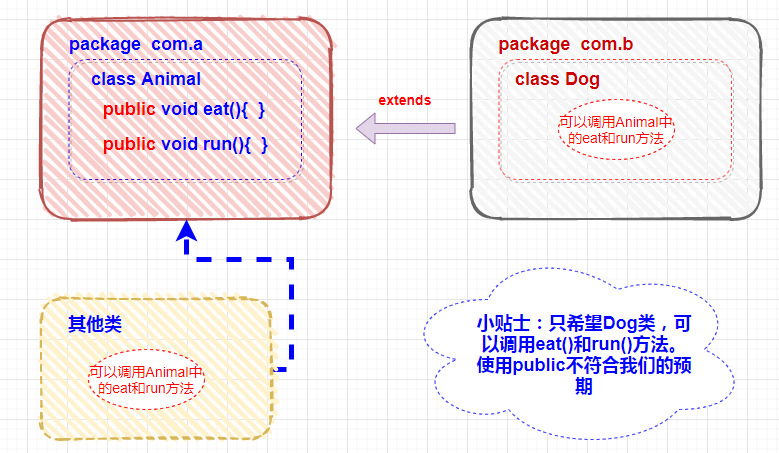 package com.a
class Animal
public void eat(){ }
public void run(){ }
extends
package com.b
class Dog
可以调用Animal中
的eat和run方法
其他类
可以调用Animal中
的eat和run方法
小贴士：只希望Dog类，可
以调用eat()和run()方法。
使用public不符合我们的预
期